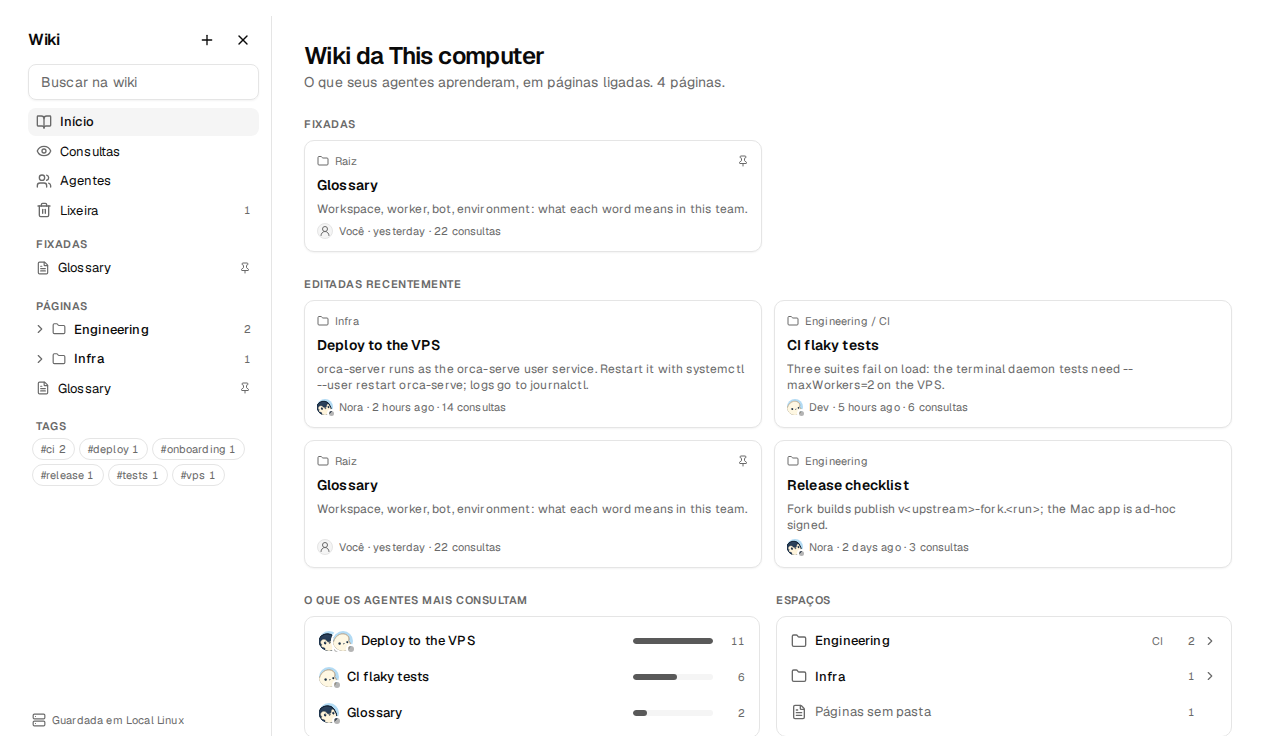 Wiki
Buscar na wiki
Início
Consultas
Agentes
Lixeira 1
FIXADAS
Glossary
PÁGINAS
Engineering 2
Infra 1
Glossary
TAGS
#ci 2 #deploy 1 #onboarding 1
#release 1 #tests 1 #vps 1
Guardada em Local Linux
Wiki da This computer
O que seus agentes aprenderam, em páginas ligadas. 4 páginas.
FIXADAS
Raiz
Glossary
Workspace, worker, bot, environment: what each word means in this team.
Você · yesterday · 22 consultas
EDITADAS RECENTEMENTE
Infra
Deploy to the VPS
orca-server runs as the orca-serve user service. Restart it with systemctl
--user restart orca-serve; logs go to journalctl.
Nora · 2 hours ago · 14 consultas
Engineering / CI
CI flaky tests
Three suites fail on load: the terminal daemon tests need --
maxWorkers=2 on the VPS.
Dev · 5 hours ago · 6 consultas
Raiz
Glossary
Workspace, worker, bot, environment: what each word means in this team.
Você · yesterday · 22 consultas
Engineering
Release checklist
Fork builds publish v<upstream>-fork.<run>; the Mac app is ad-hoc
signed.
Nora · 2 days ago · 3 consultas
O QUE OS AGENTES MAIS CONSULTAM
Deploy to the VPS 11
CI flaky tests 6
Glossary 2
ESPAÇOS
Engineering CI 2
Infra 1
Páginas sem pasta 1